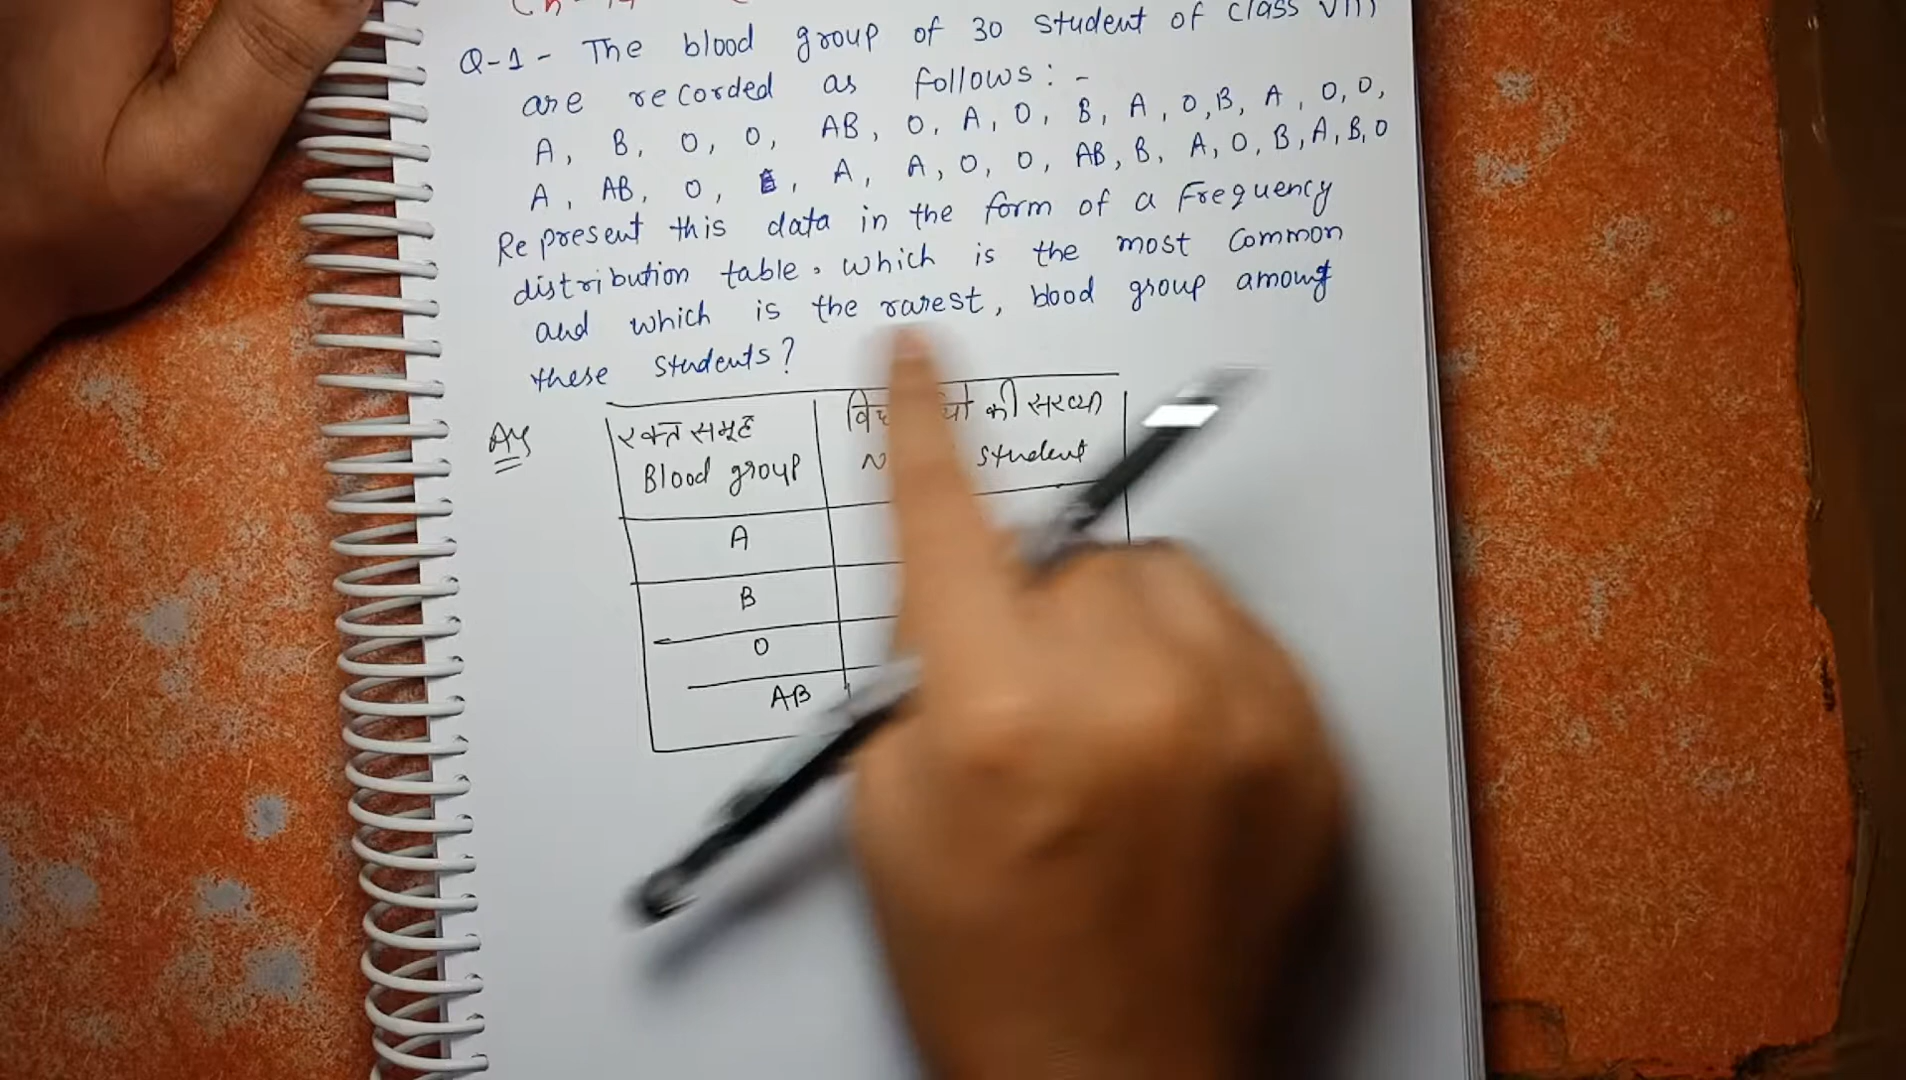 Q-1- The blood group of 30 student of class VIII
are recorded as follows:-
A, B, O, O, AB, O, A, O, B, A, O, B, A, O, O,
A, AB, O, , A, A, O, O, AB, B, A, O, B, A, B, O
Represent this data in the form of a Frequency
distribution table. Which is the most common
and which is the rarest, blood group among
these students?
Ans
रक्त समूह की सख्या
Blood group student
A
B
O
AB